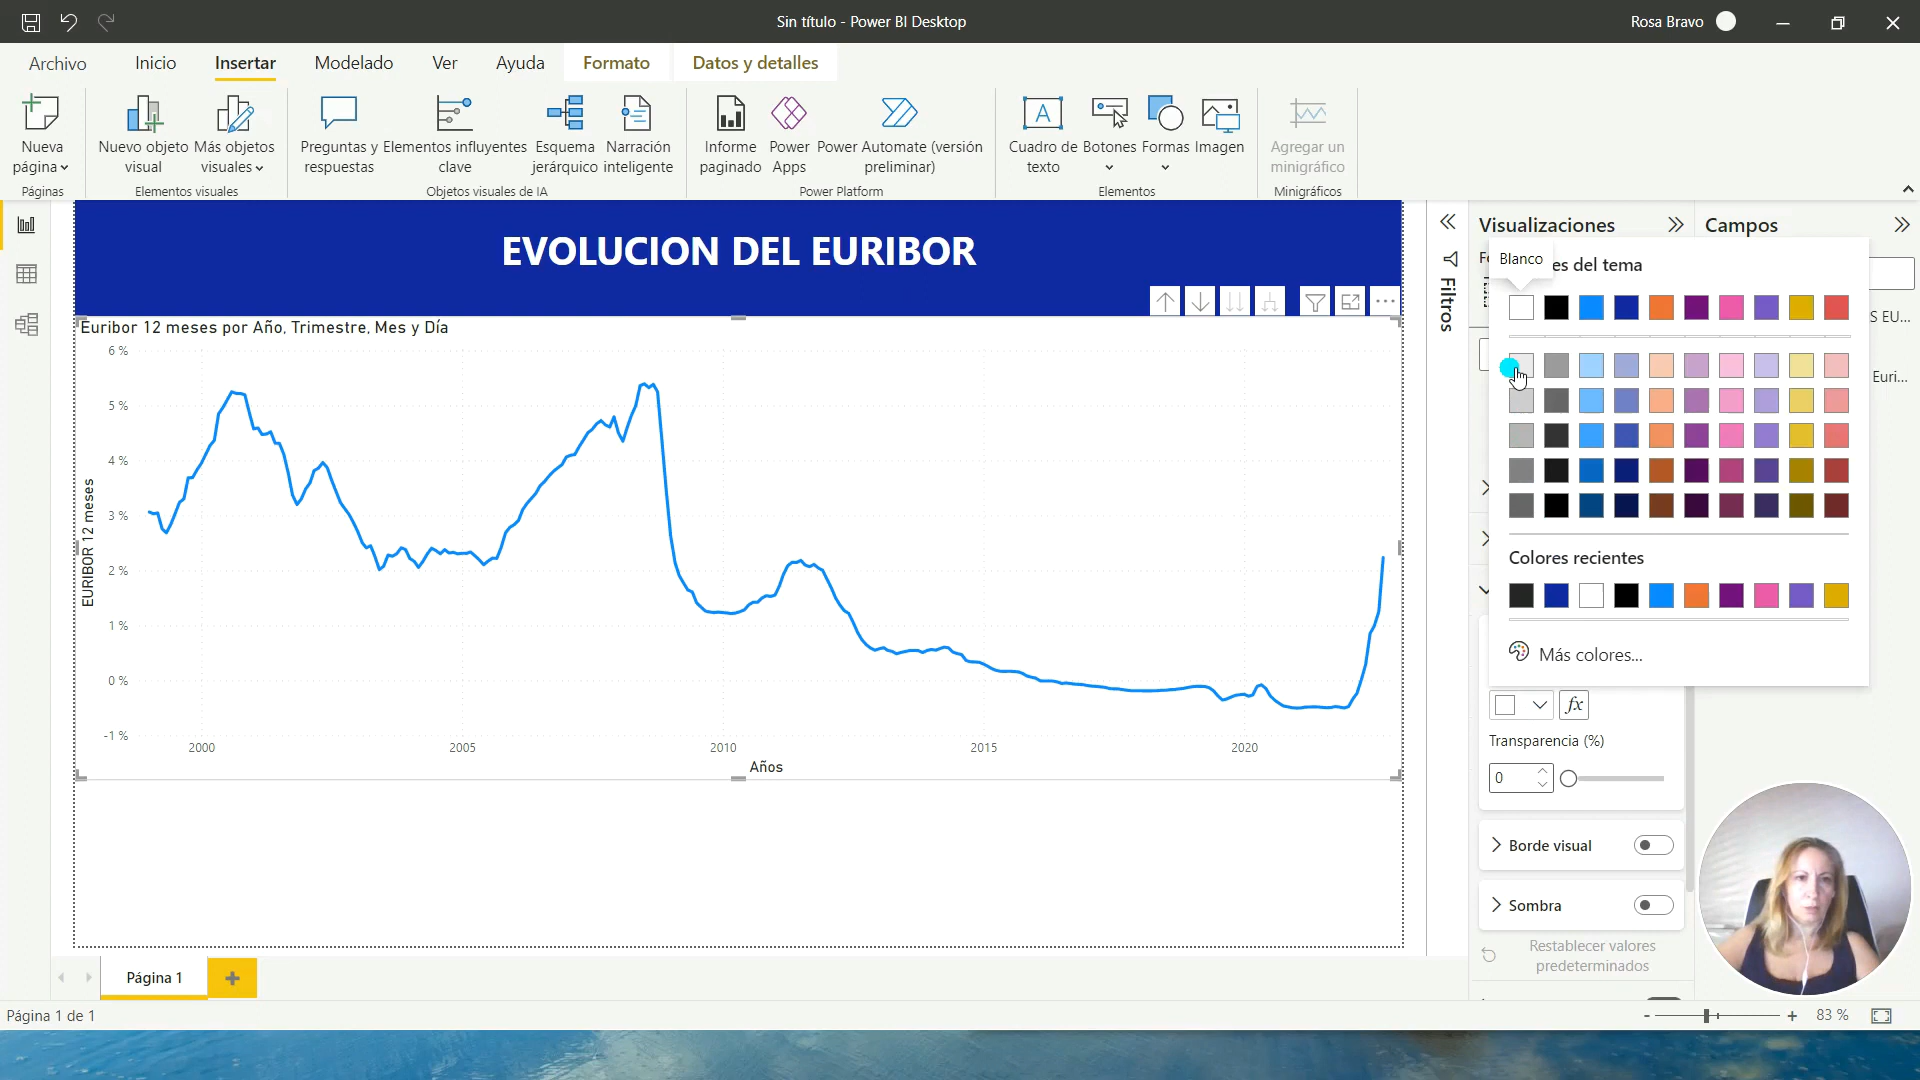 Sin título - Power BI Desktop
Rosa Bravo
Archivo
Inicio
Insertar
Modelado
Ver
Ayuda
Formato
Datos y detalles
Nueva
página
Nuevo objeto
visual
Más objetos
visuales
Preguntas y
respuestas
Elementos influyentes
clave
Esquema
jerárquico
Narración
inteligente
Informe
paginado
Power
Apps
Power Automate (versión
preliminar)
Cuadro de
texto
Botones
Formas
Imagen
Agregar un
minigráfico
Páginas
Elementos visuales
Objetos visuales de IA
Power Platform
Elementos
Minigráficos
EVOLUCION DEL EURIBOR
Euribor 12 meses por Año, Trimestre, Mes y Día
6 %
5 %
4 %
3 %
2 %
1 %
0 %
-1 %
EURIBOR 12 meses
2000
2005
2010
2015
2020
Años
Filtros
Visualizaciones
Campos
Blanco
es del tema
S EU...
Euri...
Colores recientes
Más colores...
fx
Transparencia (%)
0
Borde visual
Sombra
Restablecer valores
predeterminados
Página 1
Página 1 de 1
83 %